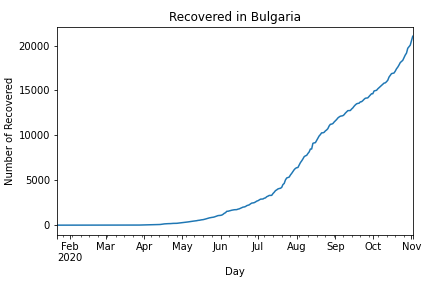 Recovered in Bulgaria
Number of Recovered
20000
15000
10000
5000
0
Feb Mar Apr May Jun Jul Aug Sep Oct Nov
2020
Day